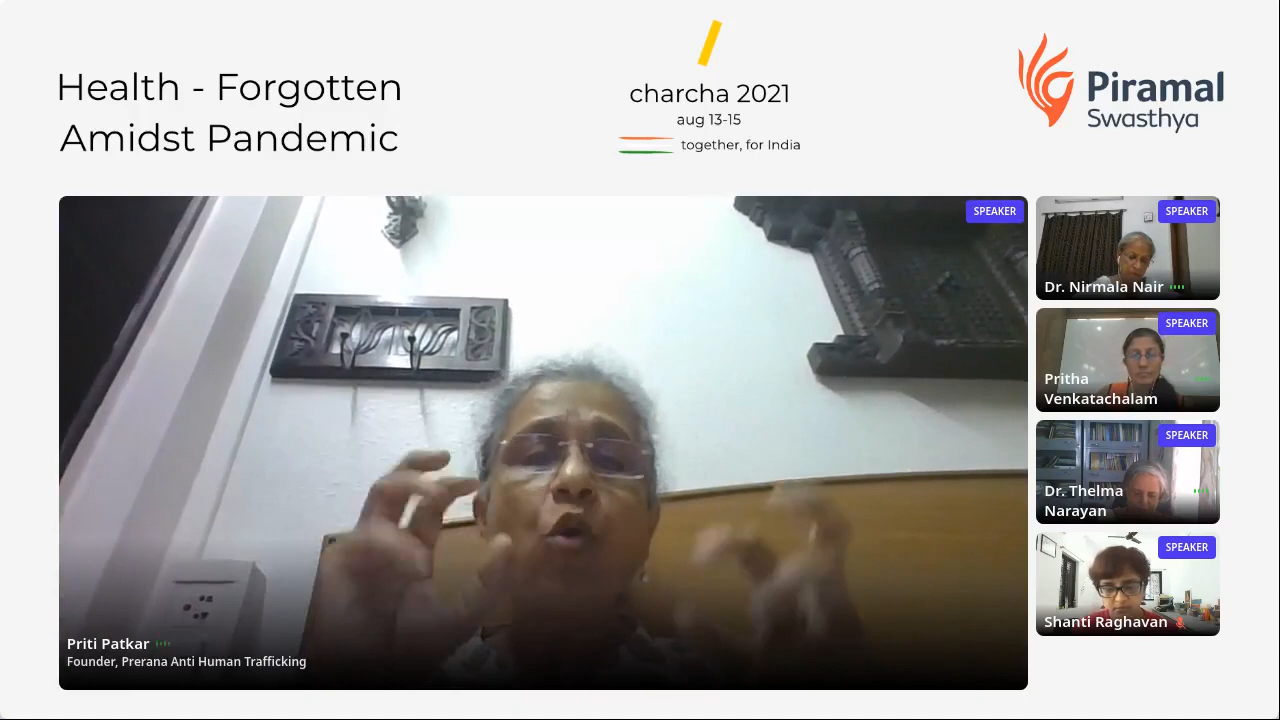 Health - Forgotten
Amidst Pandemic
charcha 2021
aug 13-15
together, for India
Piramal
Swasthya
SPEAKER
Priti Patkar
Founder, Prerana Anti Human Trafficking
SPEAKER
Dr. Nirmala Nair
SPEAKER
Pritha
Venkatachalam
SPEAKER
Dr. Thelma
Narayan
SPEAKER
Shanti Raghavan